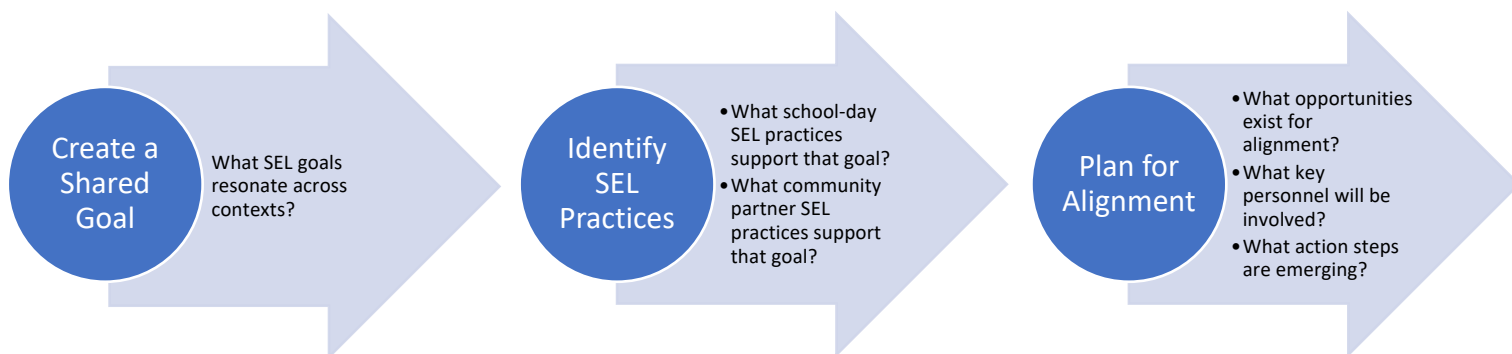 Create a
Shared
Goal
What SEL goals
resonate across
contexts?
Identify
SEL
Practices
•What school-day
SEL practices
support that goal?
•What community
partner SEL
practices support
that goal?
Plan for
Alignment
•What opportunities
exist for
alignment?
•What key
personnel will be
involved?
•What action steps
are emerging?